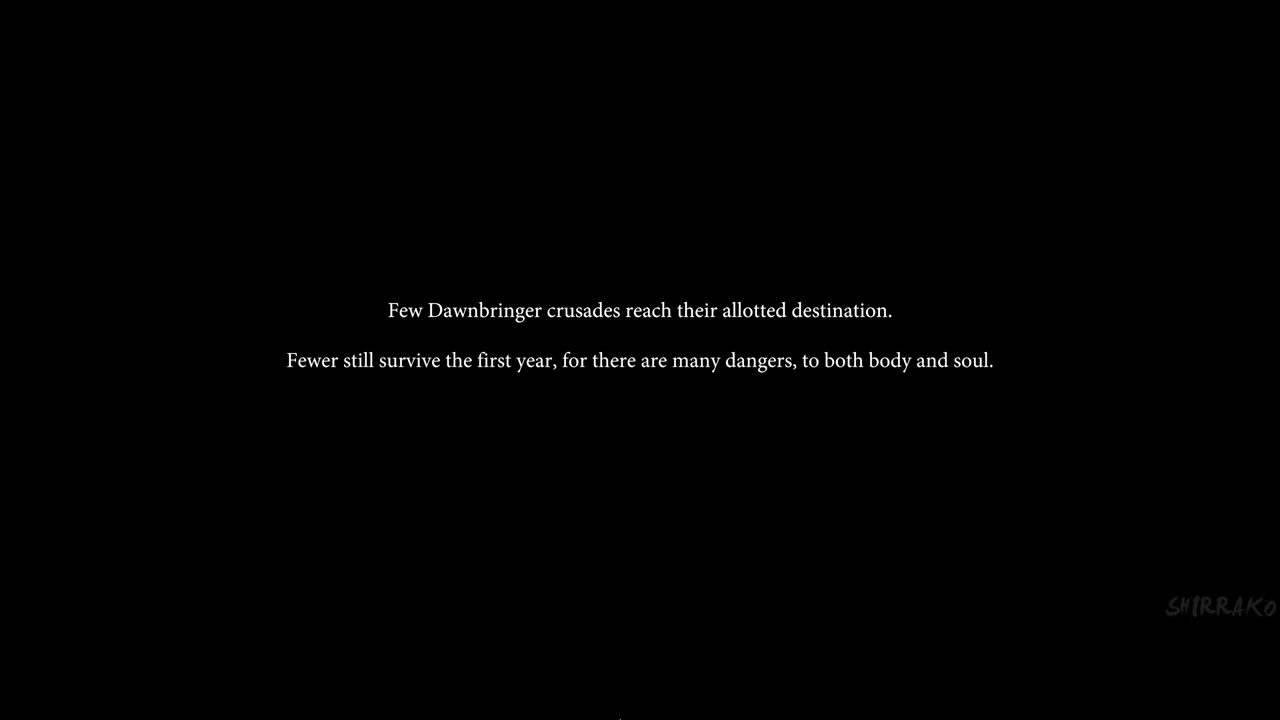 Few Dawnbringer crusades reach their allotted destination.
Fewer still survive the first year, for there are many dangers, to both body and soul.
SHIRRAKO